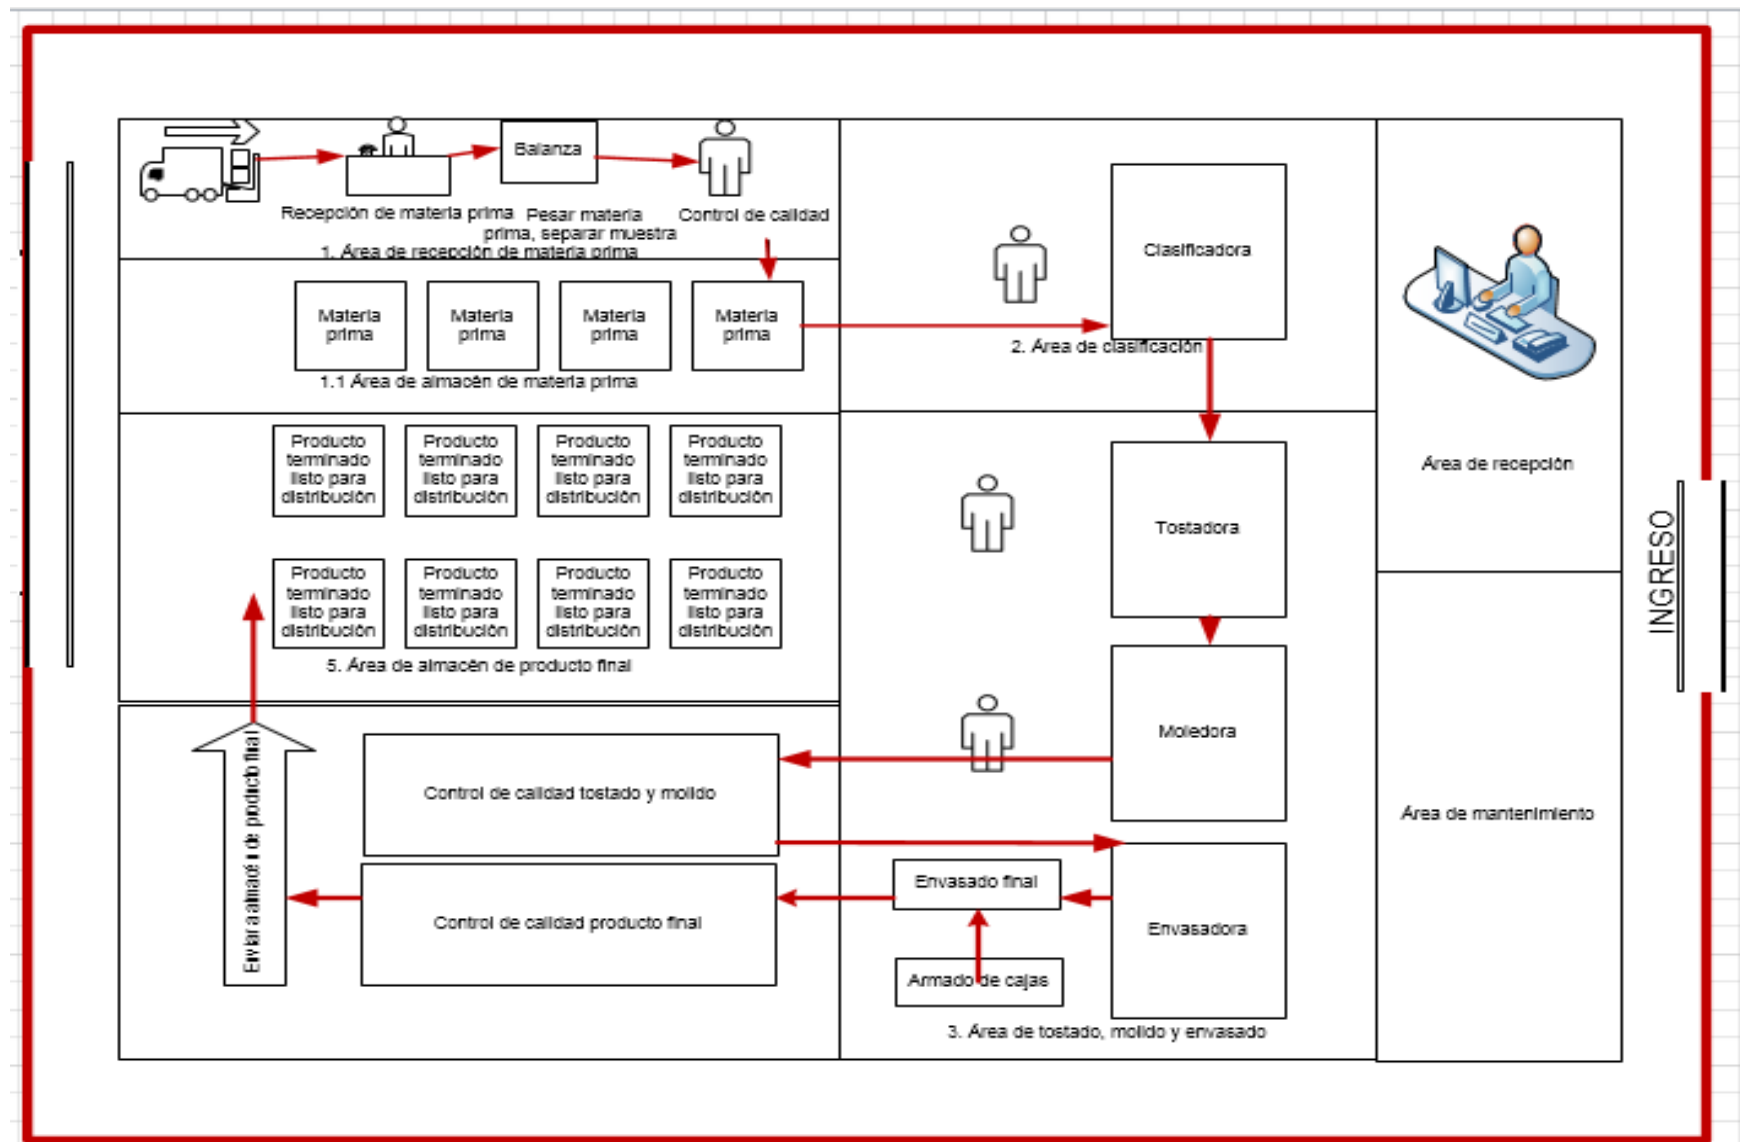 Balanza
Recepción de materia prima
Pesar materia
prima, separar muestra
Control de calidad
1. Área de recepción de materia prima
Materia
prima
Materia
prima
Materia
prima
Materia
prima
1.1 Área de almacén de materia prima
Clasificadora
2. Área de clasificación
Área de recepción
INGRESO
Producto
terminado
listo para
distribución
Producto
terminado
listo para
distribución
Producto
terminado
listo para
distribución
Producto
terminado
listo para
distribución
Producto
terminado
listo para
distribución
Producto
terminado
listo para
distribución
Producto
terminado
listo para
distribución
Producto
terminado
listo para
distribución
5. Área de almacén de producto final
Tostadora
Moledora
Enviar a almacén de producto final
Control de calidad tostado y molido
Control de calidad producto final
Envasado final
Armado de cajas
Envasadora
3. Área de tostado, molido y envasado
Área de mantenimiento